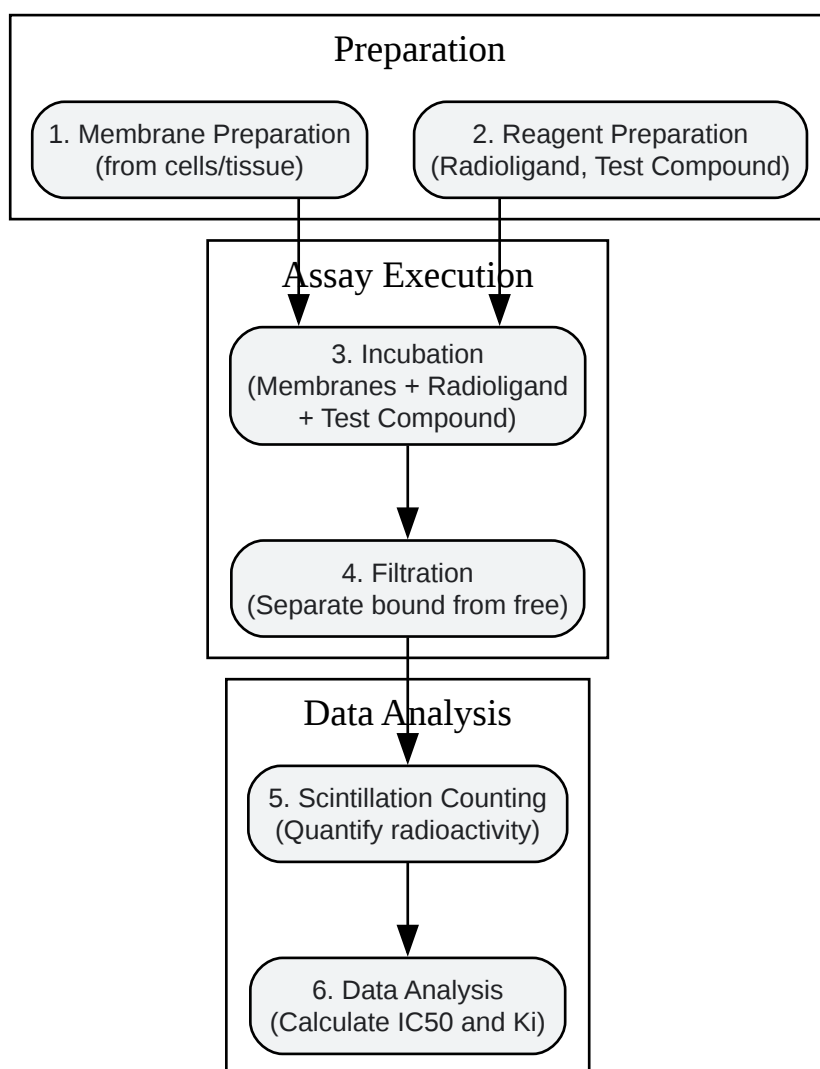 Preparation
1. Membrane Preparation
(from cells/tissue)
2. Reagent Preparation
(Radioligand, Test Compound)
Assay Execution
3. Incubation
(Membranes + Radioligand
+ Test Compound)
4. Filtration
(Separate bound from free)
Data Analysis
5. Scintillation Counting
(Quantify radioactivity)
6. Data Analysis
(Calculate IC50 and Ki)